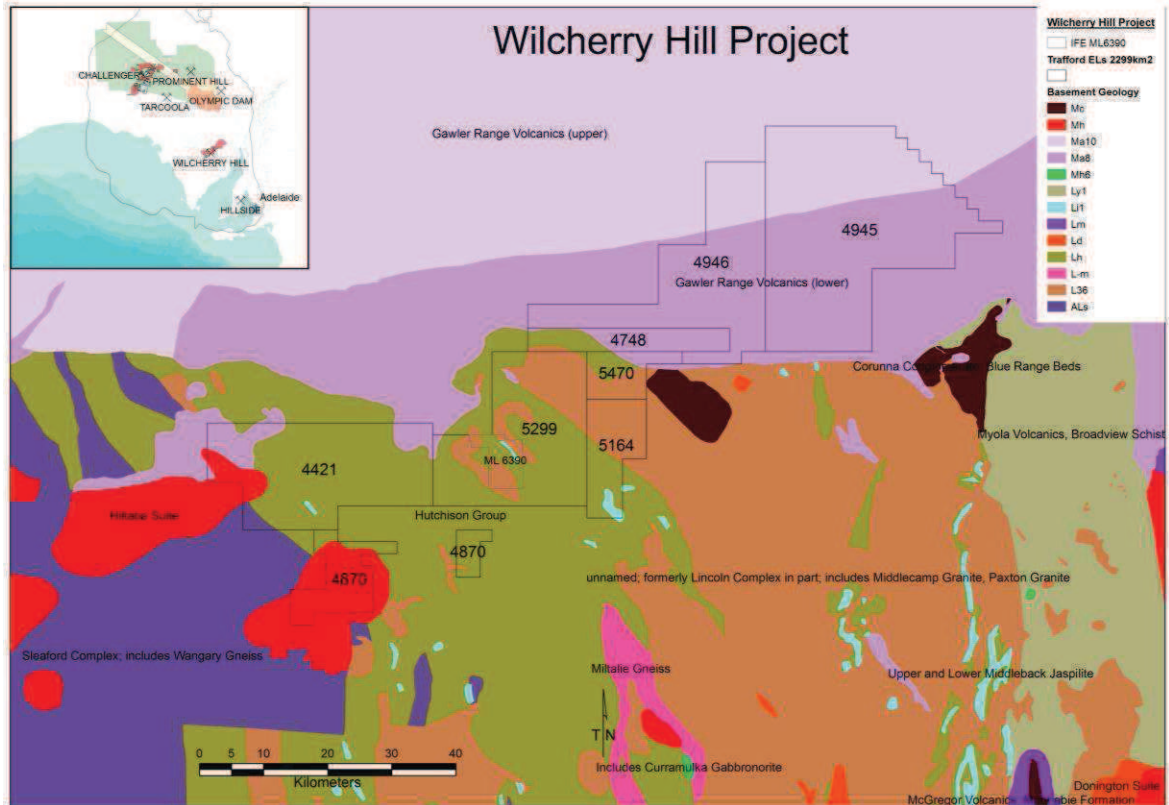 Wilcherry Hill Project
CHALLENGER
PROMINENT HILL
OLYMPIC DAM
TARCOOLA
WILCHERRY HILL
Adelaide
HILLSIDE
Wilcherry Hill Project
IFE ML6390
Trafford ELs 2299km2
Basement Geology
Mc
Mh
Ma10
Ma8
Mh6
Ly1
Li1
Lm
Ld
Lh
L-m
L36
ALs
Gawler Range Volcanics (upper)
4945
4946
Gawler Range Volcanics (lower)
4748
5470
Blue Range Beds
5299
5164
Myola Volcanics, Broadview Schist
ML 6390
4421
Hiltaba Suite
Hutchison Group
4870
4870
unnamed; formerly Lincoln Complex in part; includes Middlecamp Granite, Paxton Granite
Sleaford Complex; includes Wangary Gneiss
Miltalie Gneiss
Upper and Lower Middleback Jaspilite
T N
0 5 10 20 30 40
Kilometers
Includes Curramulka Gabbronorite
Donington Suite
McGregor Volcanics Formation